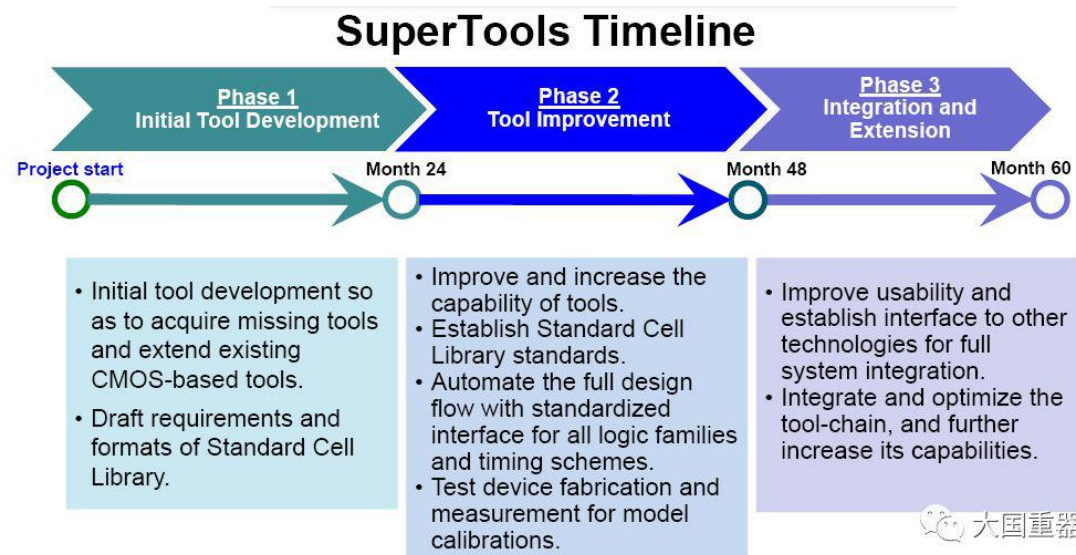 SuperTools Timeline
Phase 1
Initial Tool Development
Phase 2
Tool Improvement
Phase 3
Integration and
Extension
Project start
Month 24
Month 48
Month 60
• Initial tool development so
as to acquire missing tools
and extend existing
CMOS-based tools.
• Draft requirements and
formats of Standard Cell
Library.
• Improve and increase the
capability of tools.
• Establish Standard Cell
Library standards.
• Automate the full design
flow with standardized
interface for all logic families
and timing schemes.
• Test device fabrication and
measurement for model
calibrations.
• Improve usability and
establish interface to other
technologies for full
system integration.
• Integrate and optimize the
tool-chain, and further
increase its capabilities.
大国重器